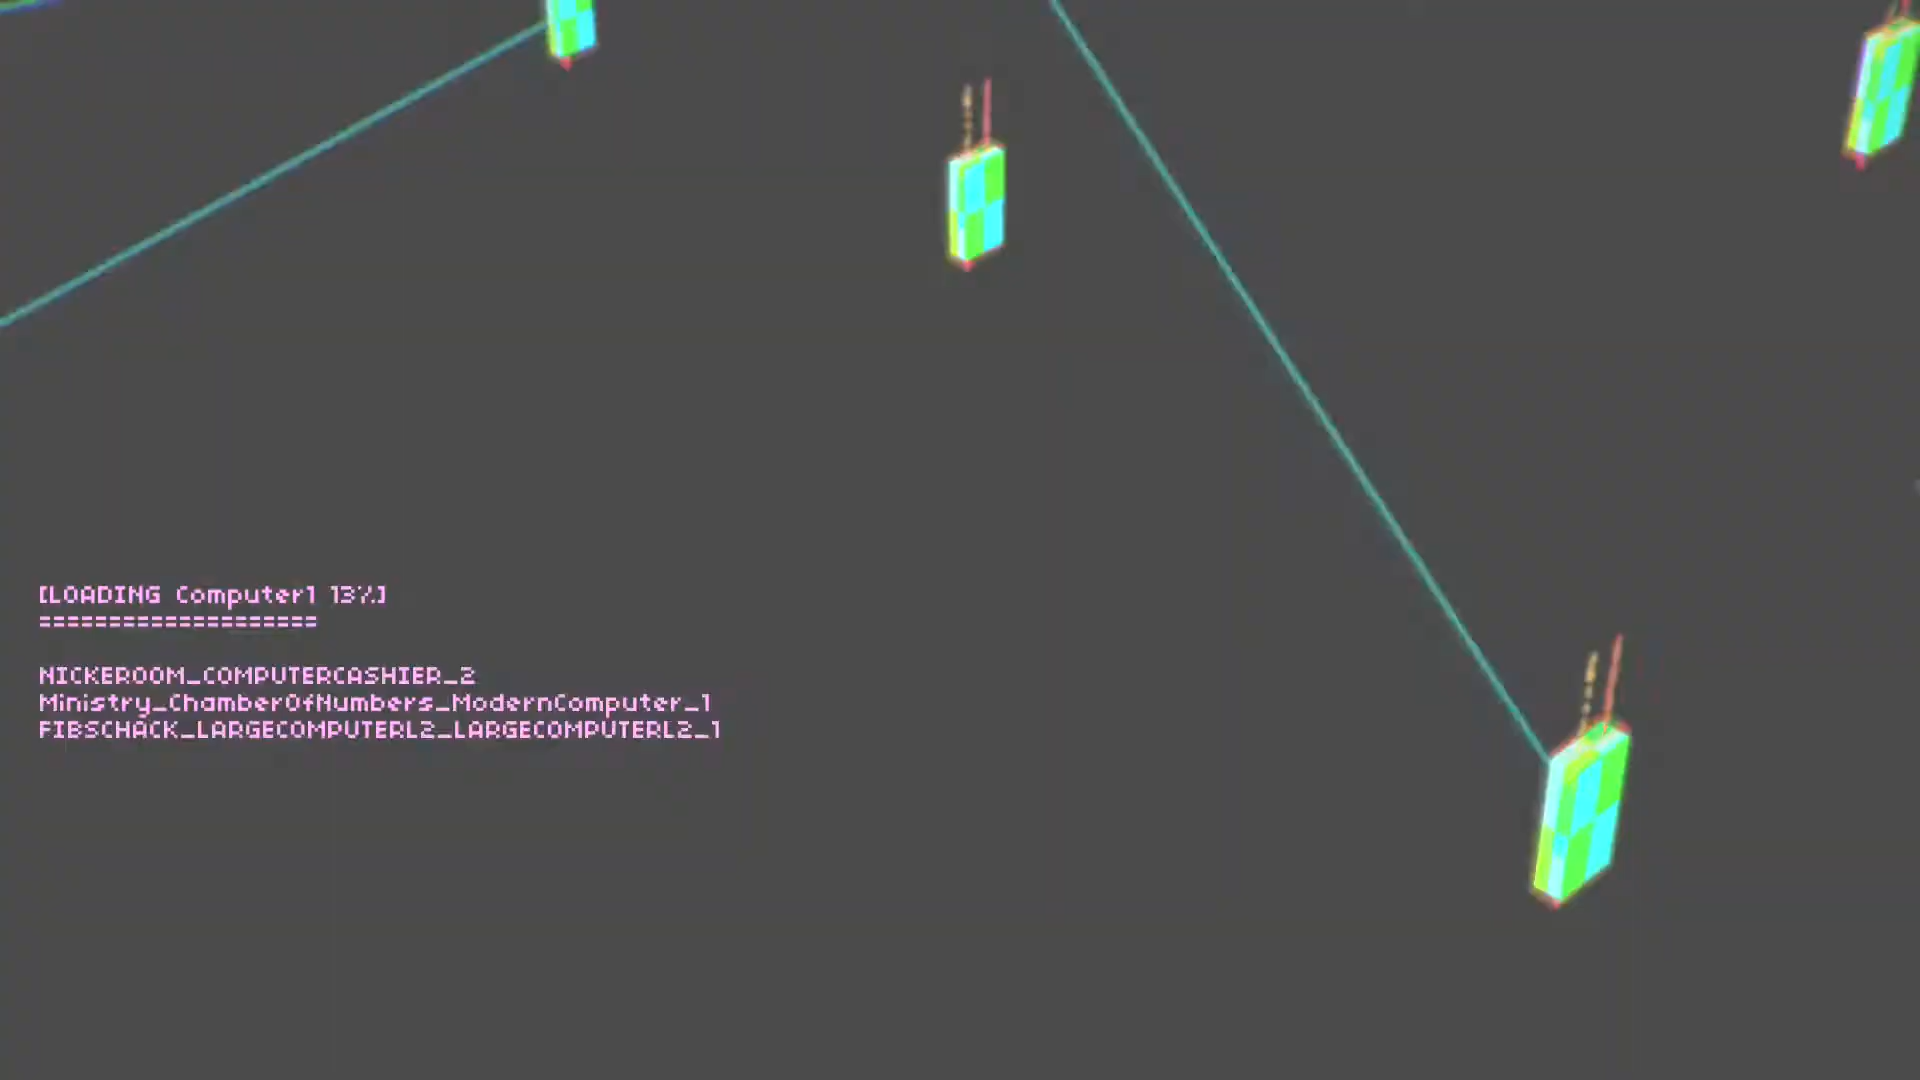 [LOADING Computer1 13%]
====================
NICKEROOM_COMPUTERCASHIER_2
Ministry_ChamberOfNumbers_ModernComputer_1
FIBSCHACK_LARGECOMPUTERL2_LARGECOMPUTERL2_1